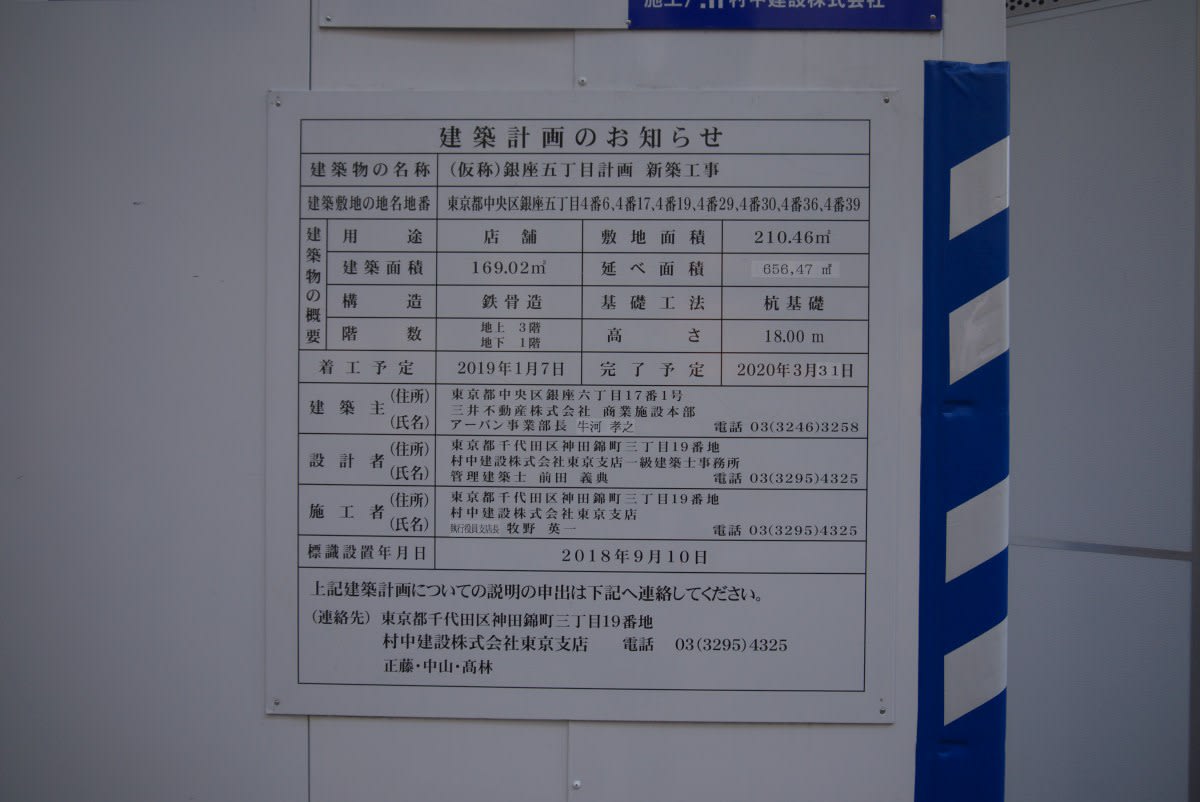 村中建設株式会社
建築計画のお知らせ
建築物の名称 (仮称)銀座五丁目計画 新築工事
建築敷地の地名地番 東京都中央区銀座五丁目4番6、4番17、4番19、4番29、4番30、4番36、4番39
建築物の概要
用途 店舗 敷地面積 210.46㎡
建築面積 169.02㎡ 延べ面積 656,47 ㎡
構造 鉄骨造 基礎工法 杭基礎
階数 地上 3階 高さ 18.00 m
地下 1階
着工予定 2019年1月7日 完了予定 2020年3月31日
建築主 (住所) 東京都中央区銀座六丁目17番1号
三井不動産株式会社 商業施設本部
(氏名) アーバン事業部長 牛河 孝之 電話 03(3246)3258
設計者 (住所) 東京都千代田区神田錦町三丁目19番地
村中建設株式会社東京支店一級建築士事務所
(氏名) 管理建築士 前田 義典 電話 03(3295)4325
施工者 (住所) 東京都千代田区神田錦町三丁目19番地
村中建設株式会社東京支店
(氏名) 執行役員支店長 牧野 英一 電話 03(3295)4325
標識設置年月日 2018年9月10日
上記建築計画についての説明の申出は下記へ連絡してください。
(連絡先) 東京都千代田区神田錦町三丁目19番地
村中建設株式会社東京支店 電話 03(3295)4325
正藤・中山・髙林